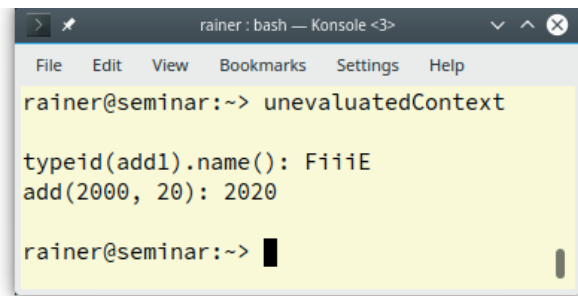 rainer : bash — Konsole <3>
File Edit View Bookmarks Settings Help
rainer@seminar:~> unevaluatedContext
typeid(add1).name(): FiiiE
add(2000, 20): 2020
rainer@seminar:~>